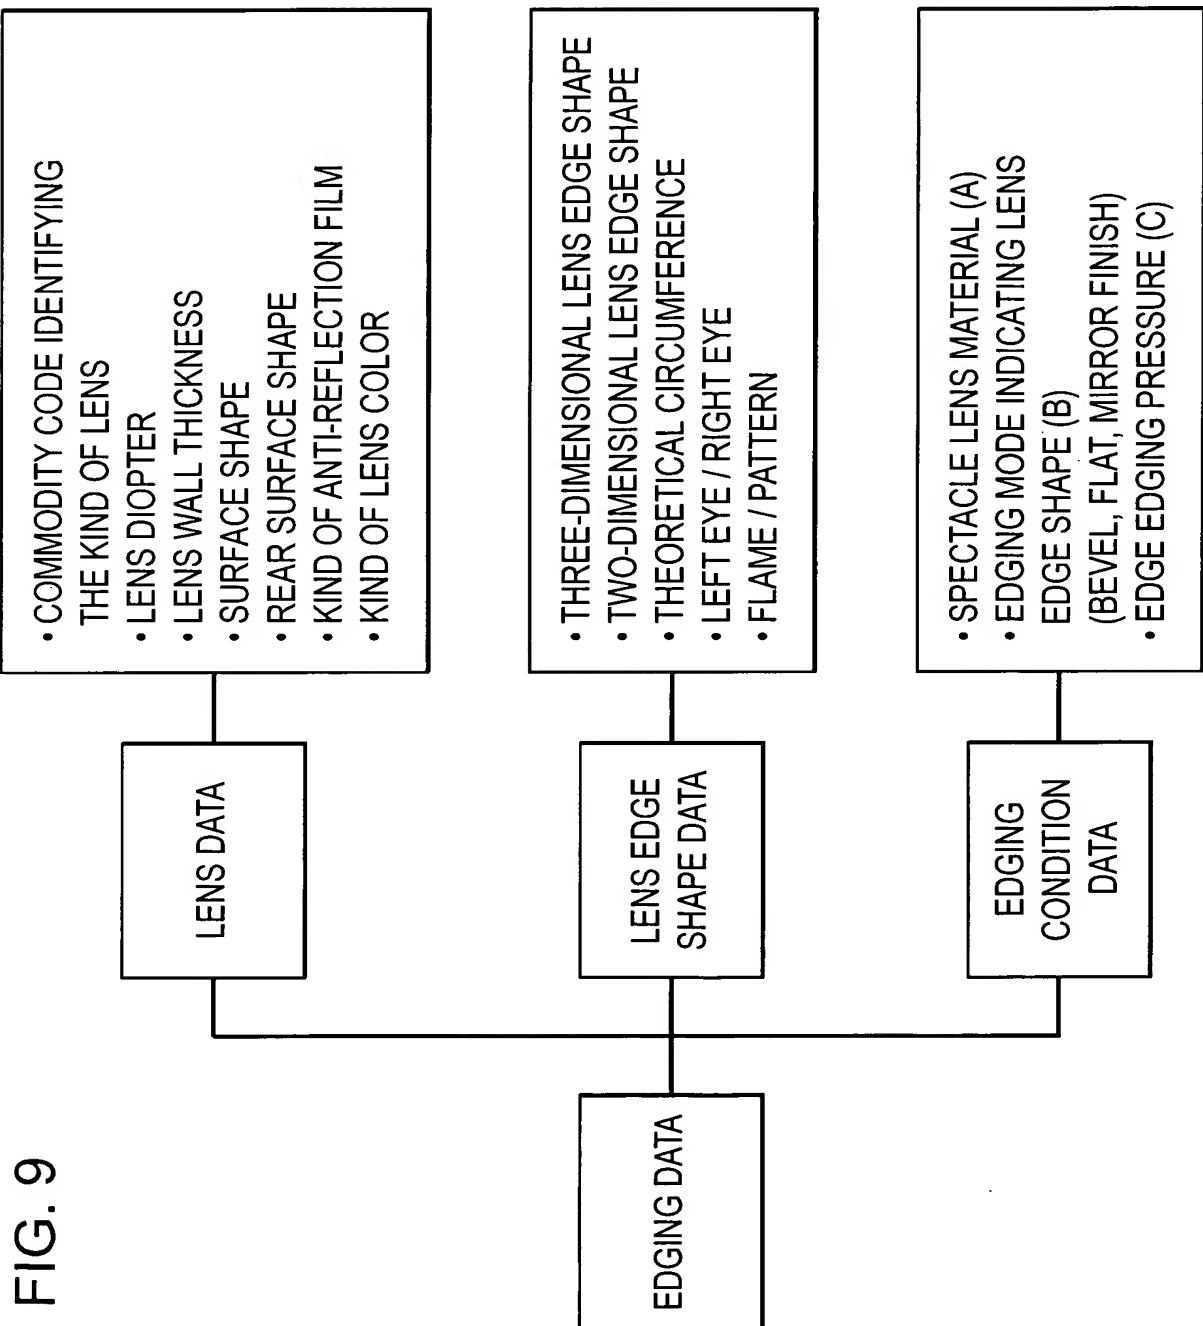 FIG. 9
EDGING DATA
LENS DATA
• COMMODITY CODE IDENTIFYING
THE KIND OF LENS
• LENS DIOPTER
• LENS WALL THICKNESS
• SURFACE SHAPE
• REAR SURFACE SHAPE
• KIND OF ANTI-REFLECTION FILM
• KIND OF LENS COLOR
LENS EDGE
SHAPE DATA
• THREE-DIMENSIONAL LENS EDGE SHAPE
• TWO-DIMENSIONAL LENS EDGE SHAPE
• THEORETICAL CIRCUMFERENCE
• LEFT EYE / RIGHT EYE
• FLAME / PATTERN
EDGING
CONDITION
DATA
• SPECTACLE LENS MATERIAL (A)
• EDGING MODE INDICATING LENS
EDGE SHAPE (B)
(BEVEL, FLAT, MIRROR FINISH)
• EDGE EDGING PRESSURE (C)